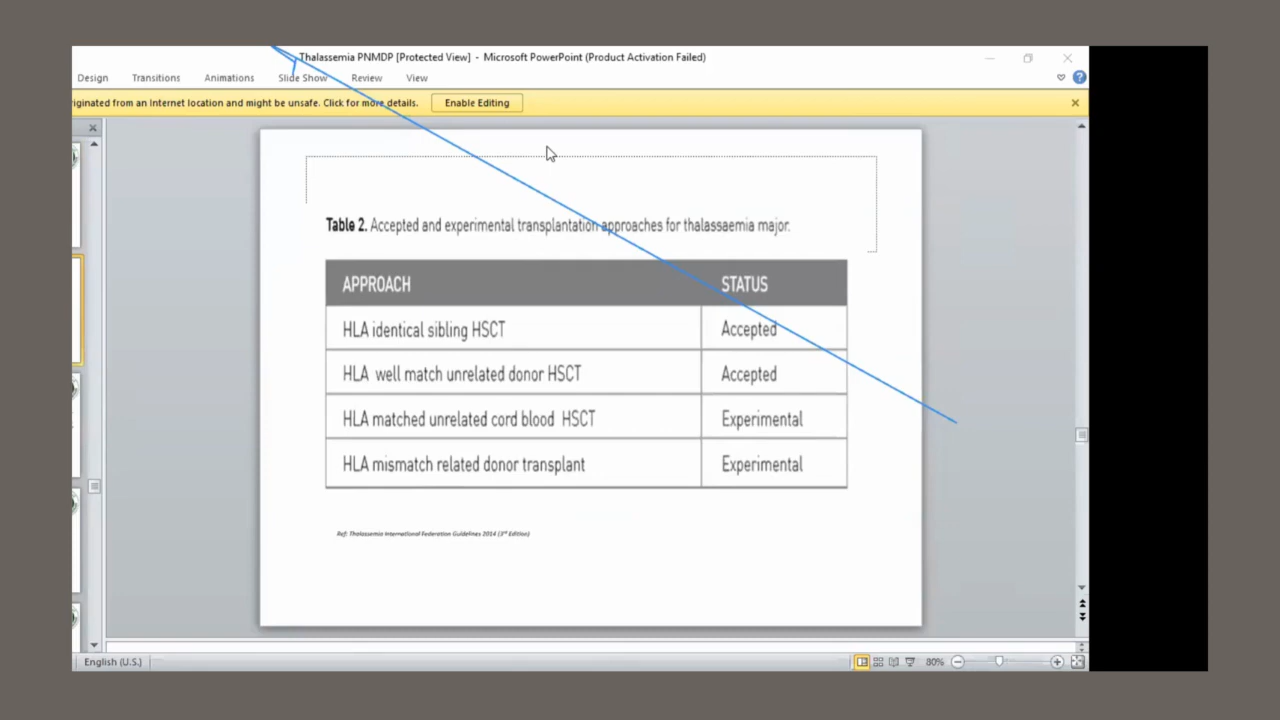 Thalassemia PNMDP [Protected View] - Microsoft PowerPoint (Product Activation Failed)
Design Transitions Animations Slide Show Review View
iginated from an Internet location and might be unsafe. Click for more details. Enable Editing
Table 2. Accepted and experimental transplantation approaches for thalassaemia major.
APPROACH STATUS
HLA identical sibling HSCT Accepted
HLA well match unrelated donor HSCT Accepted
HLA matched unrelated cord blood HSCT Experimental
HLA mismatch related donor transplant Experimental
Ref: Thalassemia International Federation Guidelines 2014 (3rd Edition)
English (U.S.) 80%